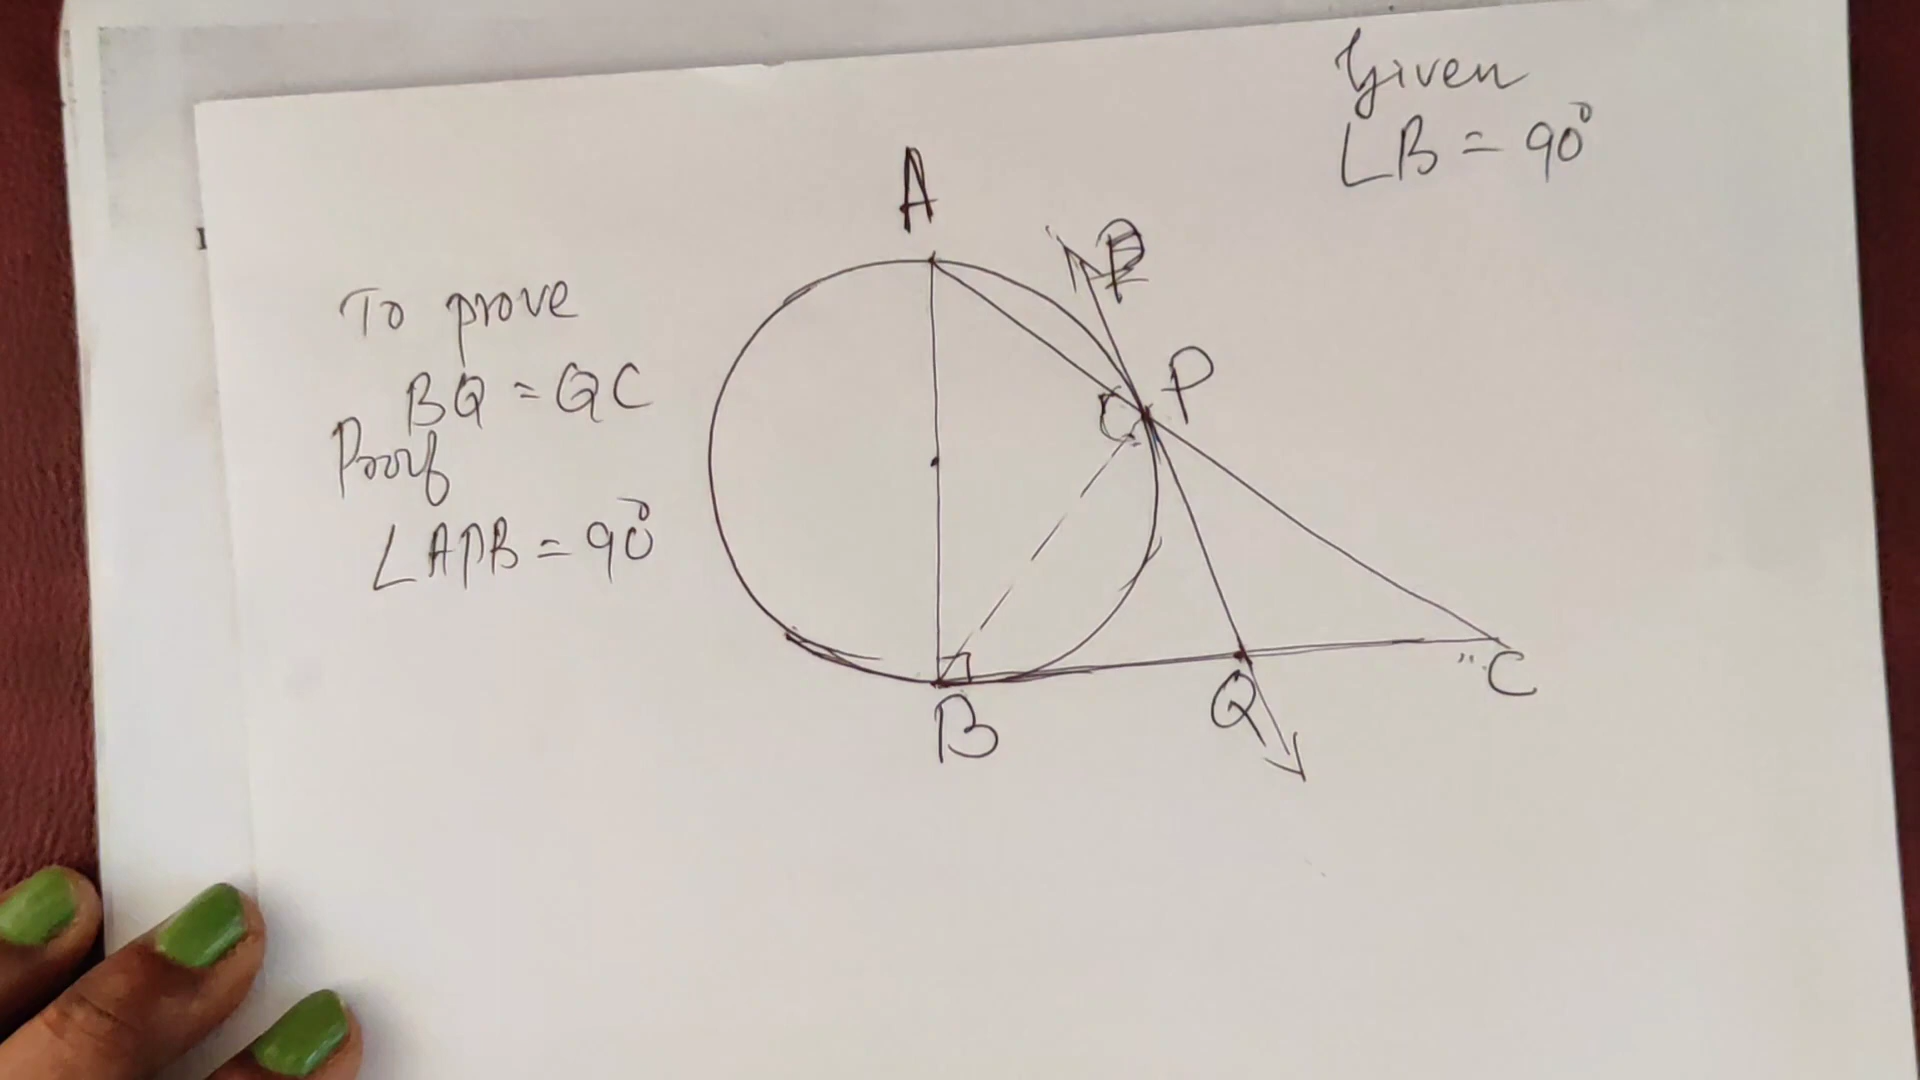 Given
∠B = 90°
A
R
To prove
BQ = QC
P
Proof
∠APB = 90°
C
Q
B